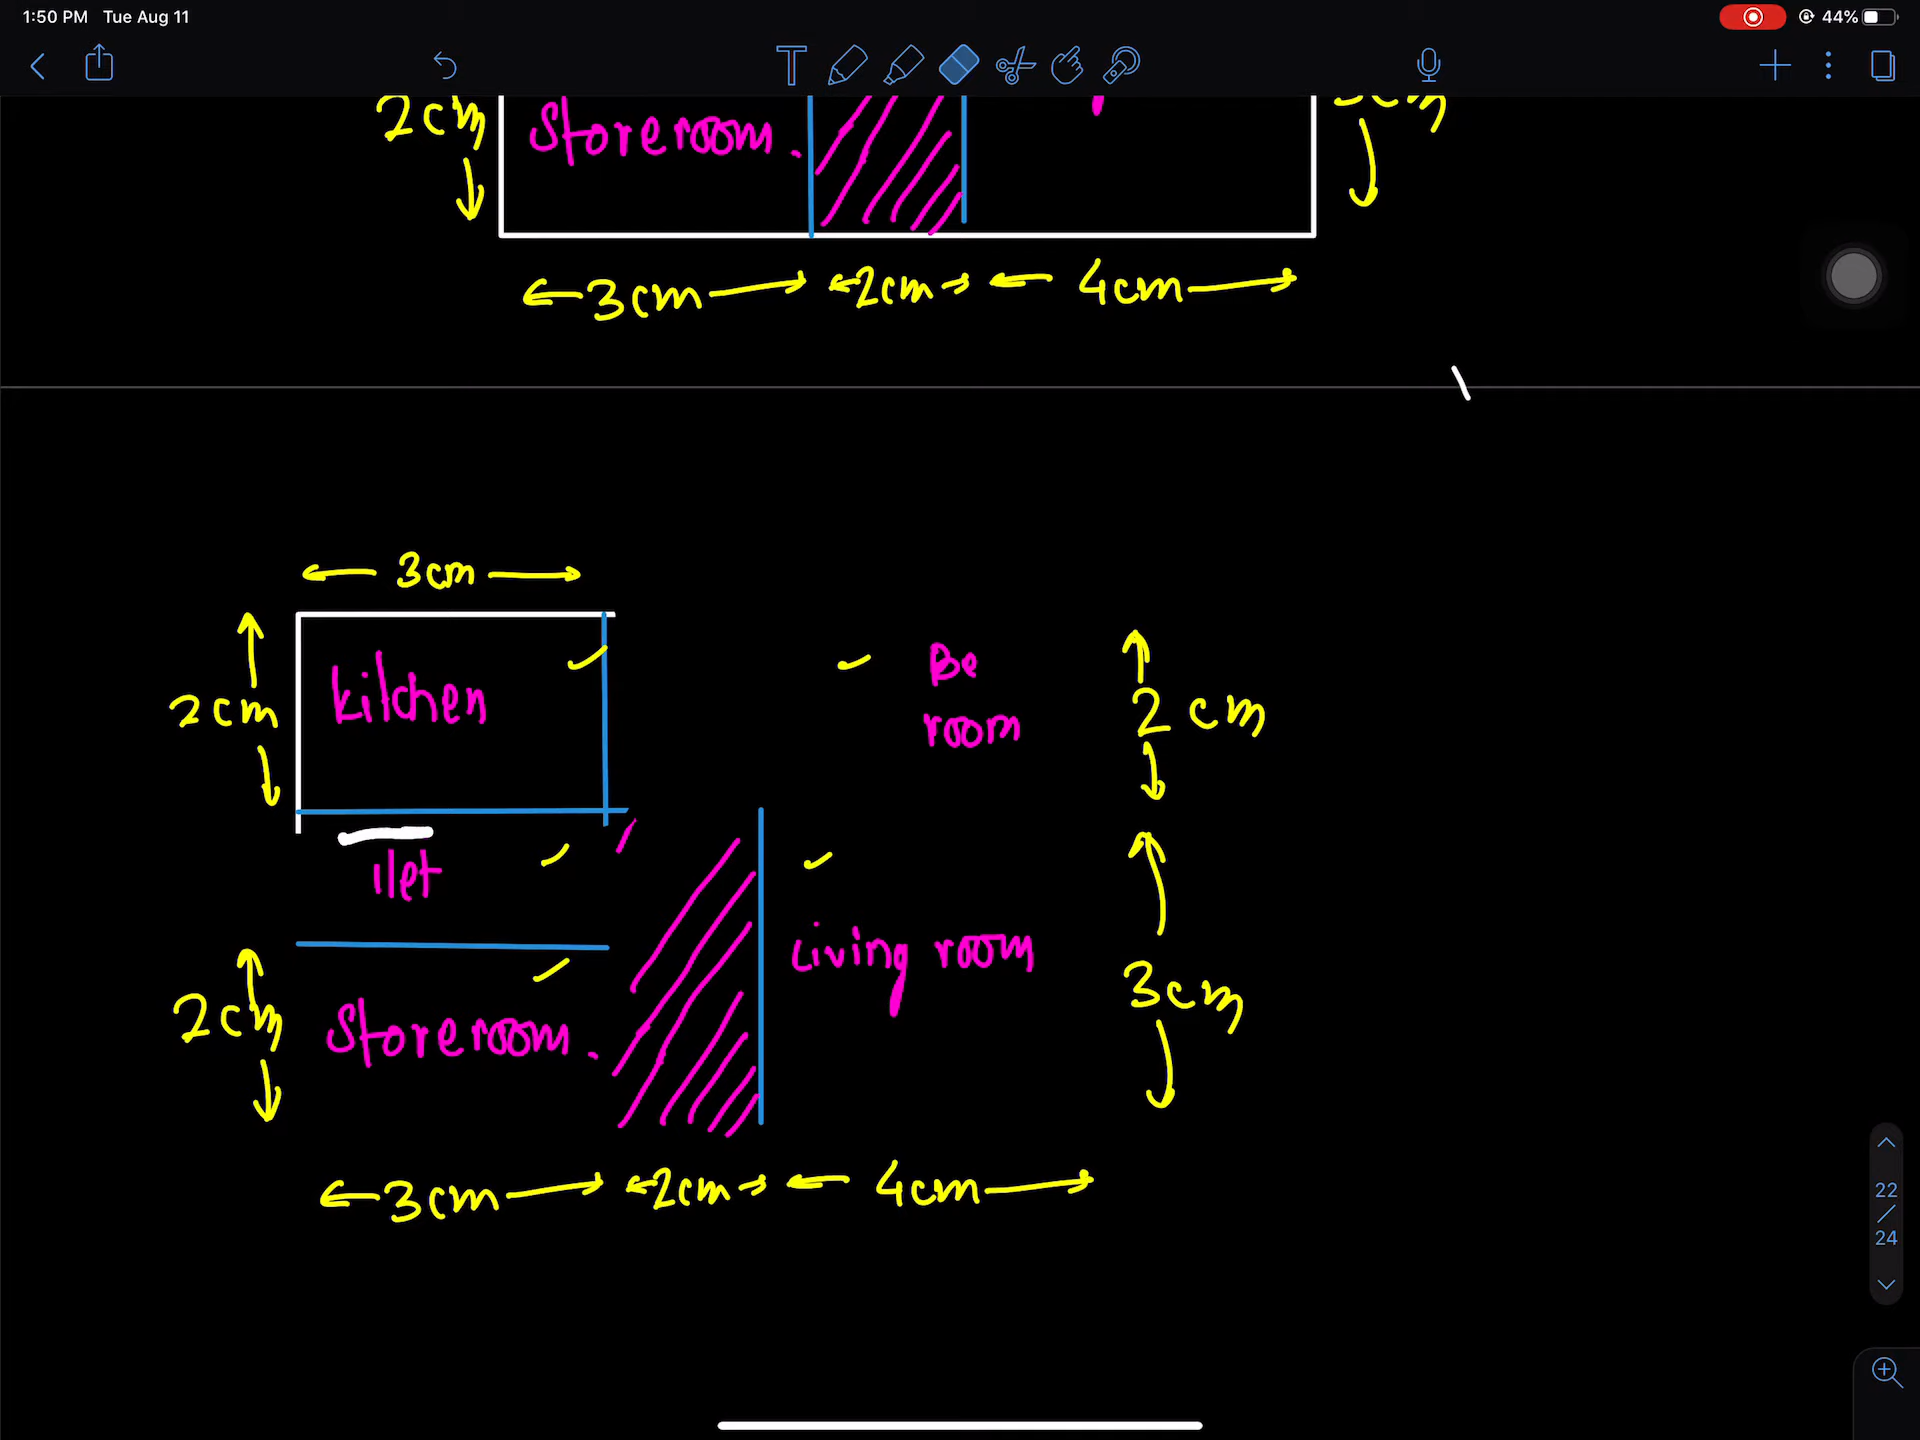 1:50 PM Tue Aug 11
44%
2cm
Storeroom.
3cm
3cm
2cm
4cm
3cm
2cm
kitchen
Be
room
2 cm
ilet
Living room
3cm
2cm
Storeroom.
3cm
2cm
4cm
22
/
24